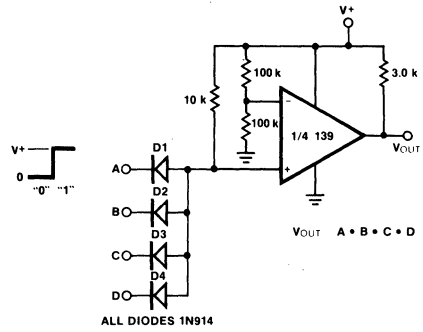 V+
100 k
3.0 k
10 k
100 k
−
1/4 139
+
VOUT
V+
0
"0" "1"
D1
A
D2
B
D3
C
D4
D
VOUT A • B • C • D
ALL DIODES 1N914